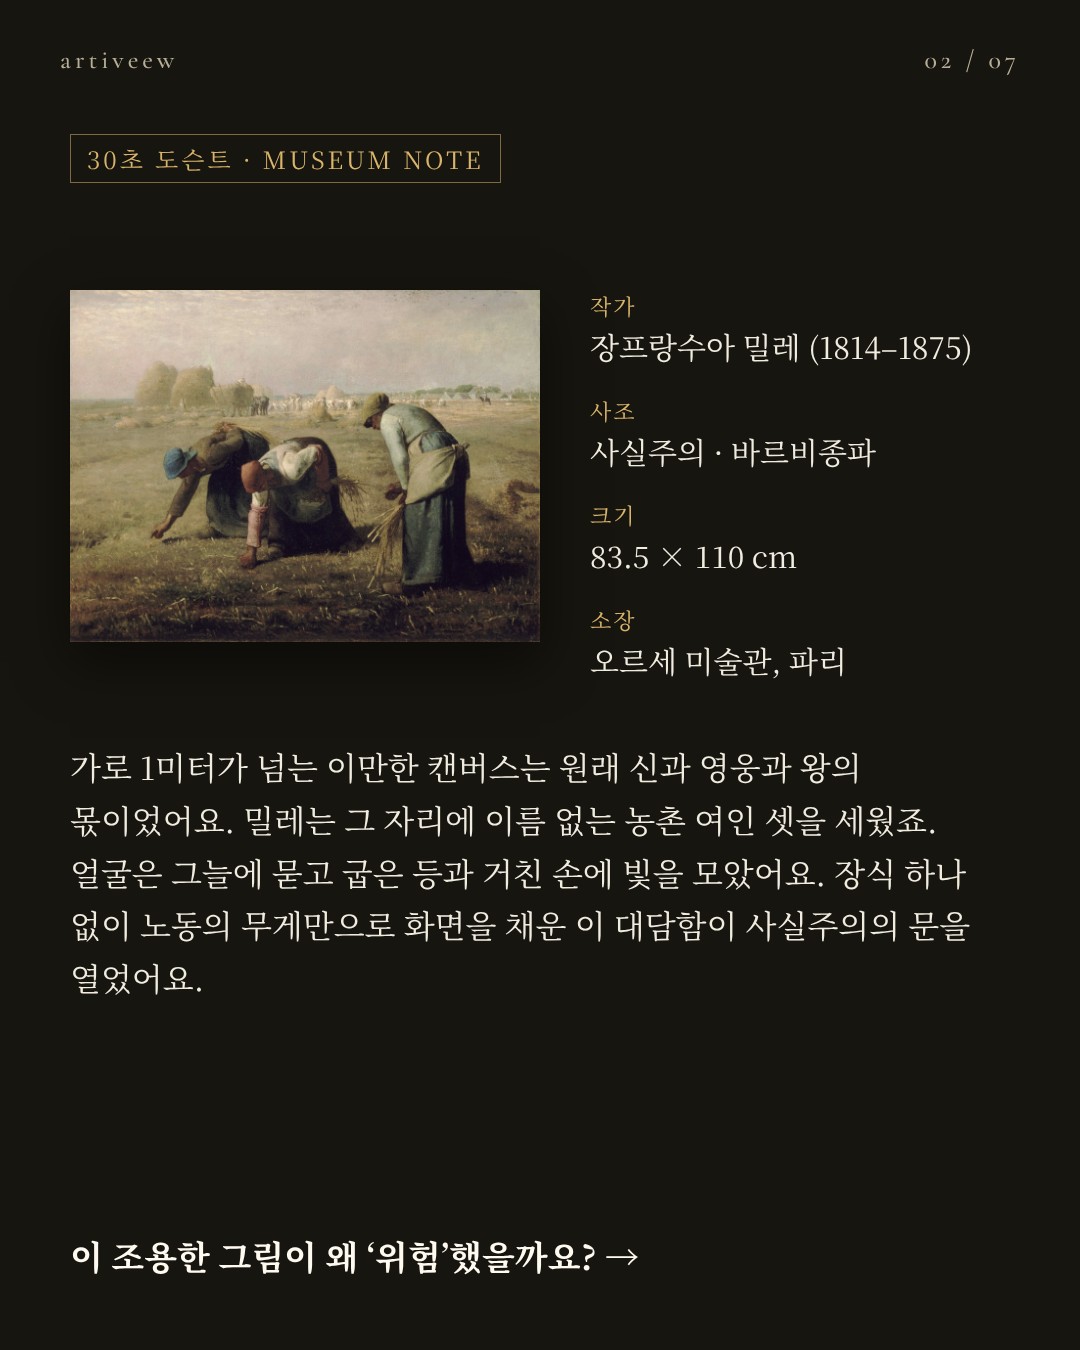 artiveew
02 / 07
30초 도슨트 · MUSEUM NOTE
작가
장프랑수아 밀레 (1814–1875)
사조
사실주의 · 바르비종파
크기
83.5 × 110 cm
소장
오르세 미술관, 파리
가로 1미터가 넘는 이만한 캔버스는 원래 신과 영웅과 왕의
몫이었어요. 밀레는 그 자리에 이름 없는 농촌 여인 셋을 세웠죠.
얼굴은 그늘에 묻고 굽은 등과 거친 손에 빛을 모았어요. 장식 하나
없이 노동의 무게만으로 화면을 채운 이 대담함이 사실주의의 문을
열었어요.
이 조용한 그림이 왜 ‘위험’했을까요? →